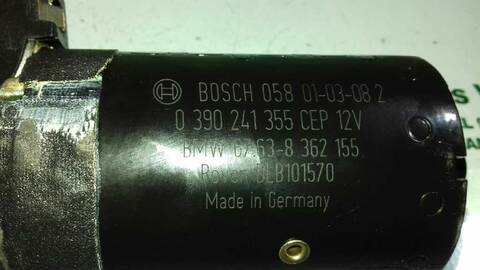 BOSCH 058 01-03-08 2
0 390 241 355 CEP 12V
BMW 67.63-8 362 155
DLB101570
Made in Germany